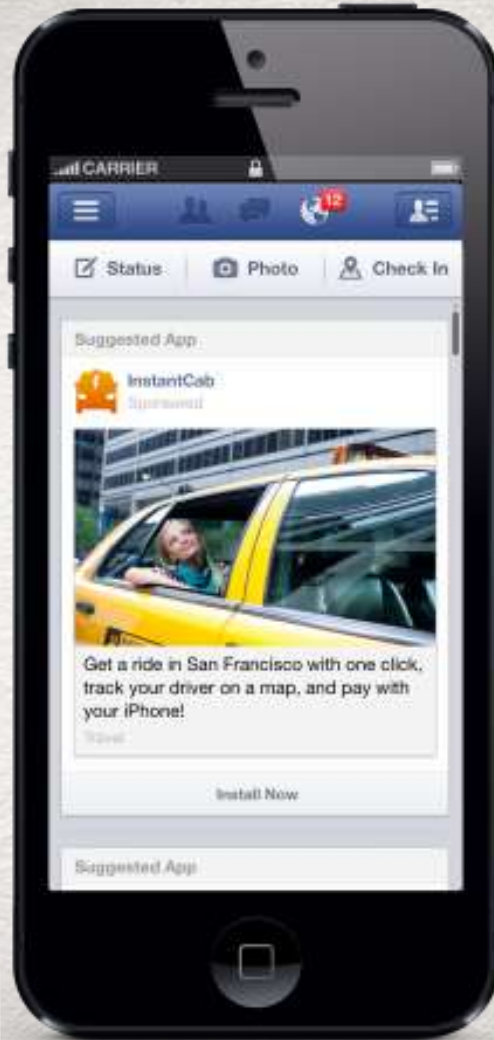 CARRIER
12
Status Photo Check In
Suggested App
InstantCab
Sponsored
Get a ride in San Francisco with one click,
track your driver on a map, and pay with
your iPhone!
Travel
Install Now
Suggested App